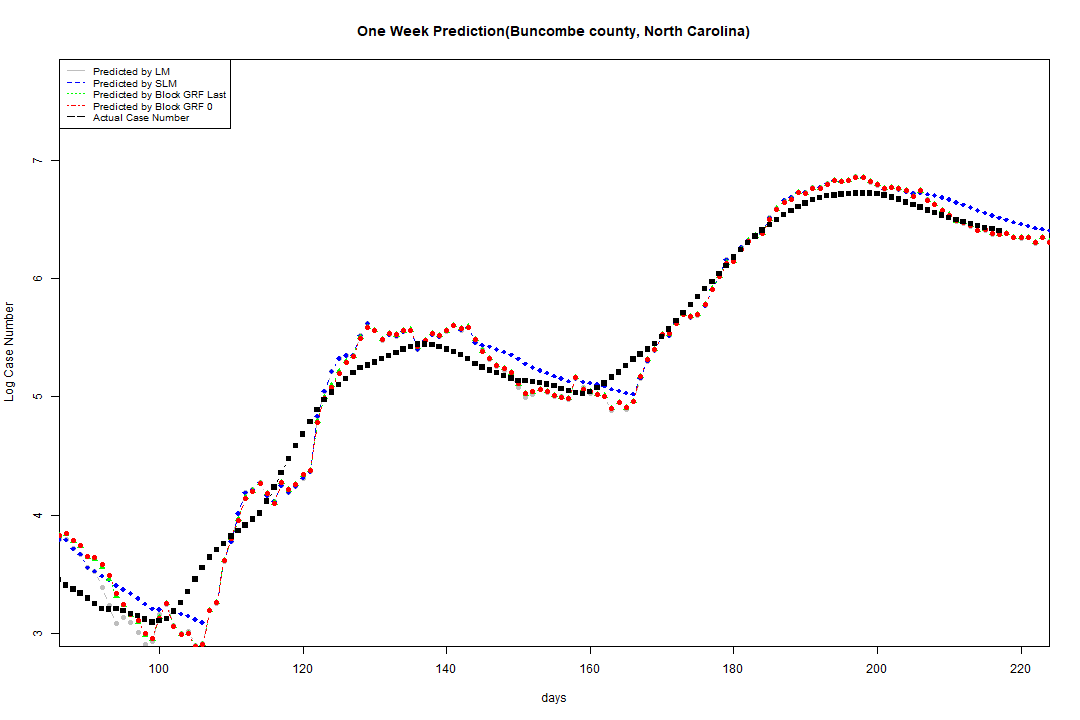 One Week Prediction(Buncombe county, North Carolina)
Predicted by LM
Predicted by SLM
Predicted by Block GRF Last
Predicted by Block GRF 0
Actual Case Number
7
6
5
4
3
Log Case Number
100 120 140 160 180 200 220
days